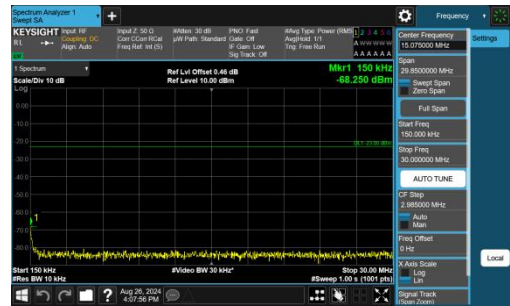 Spectrum Analyzer 1
Swept SA
+
Frequency
KEYSIGHT
RL
Input: RF
Coupling: DC
Align: Auto
Input Z: 50 Ω
Corr CCorr RCal
Freq Ref: Int (S)
#Atten: 30 dB
µW Path: Standard
PNO: Fast
Gate: Off
IF Gain: Low
Sig Track: Off
#Avg Type: Power (RMS
Avg|Hold: 1/1
Trig: Free Run
1 2 3 4 5 6
A W W W W W
A A A A A A
1 Spectrum
Scale/Div 10 dB
Log
Ref Lvl Offset 0.46 dB
Ref Level 10.00 dBm
Mkr1 150 kHz
-68.250 dBm
0.00
-10.0
-20.0
DL1 -23.00 dBm
-30.0
-40.0
-50.0
-60.0
1
-70.0
-80.0
Start 150 kHz
#Res BW 10 kHz
#Video BW 30 kHz*
Stop 30.00 MHz
#Sweep 1.00 s (1001 pts)
Aug 26, 2024
4:07:56 PM
?
Center Frequency
15.075000 MHz
Settings
Span
29.8500000 MHz
Swept Span
Zero Span
Full Span
Start Freq
150.000 kHz
Stop Freq
30.000000 MHz
AUTO TUNE
CF Step
2.985000 MHz
Auto
Man
Freq Offset
0 Hz
X Axis Scale
Log
Lin
Local
Signal Track
(Span Zoom)